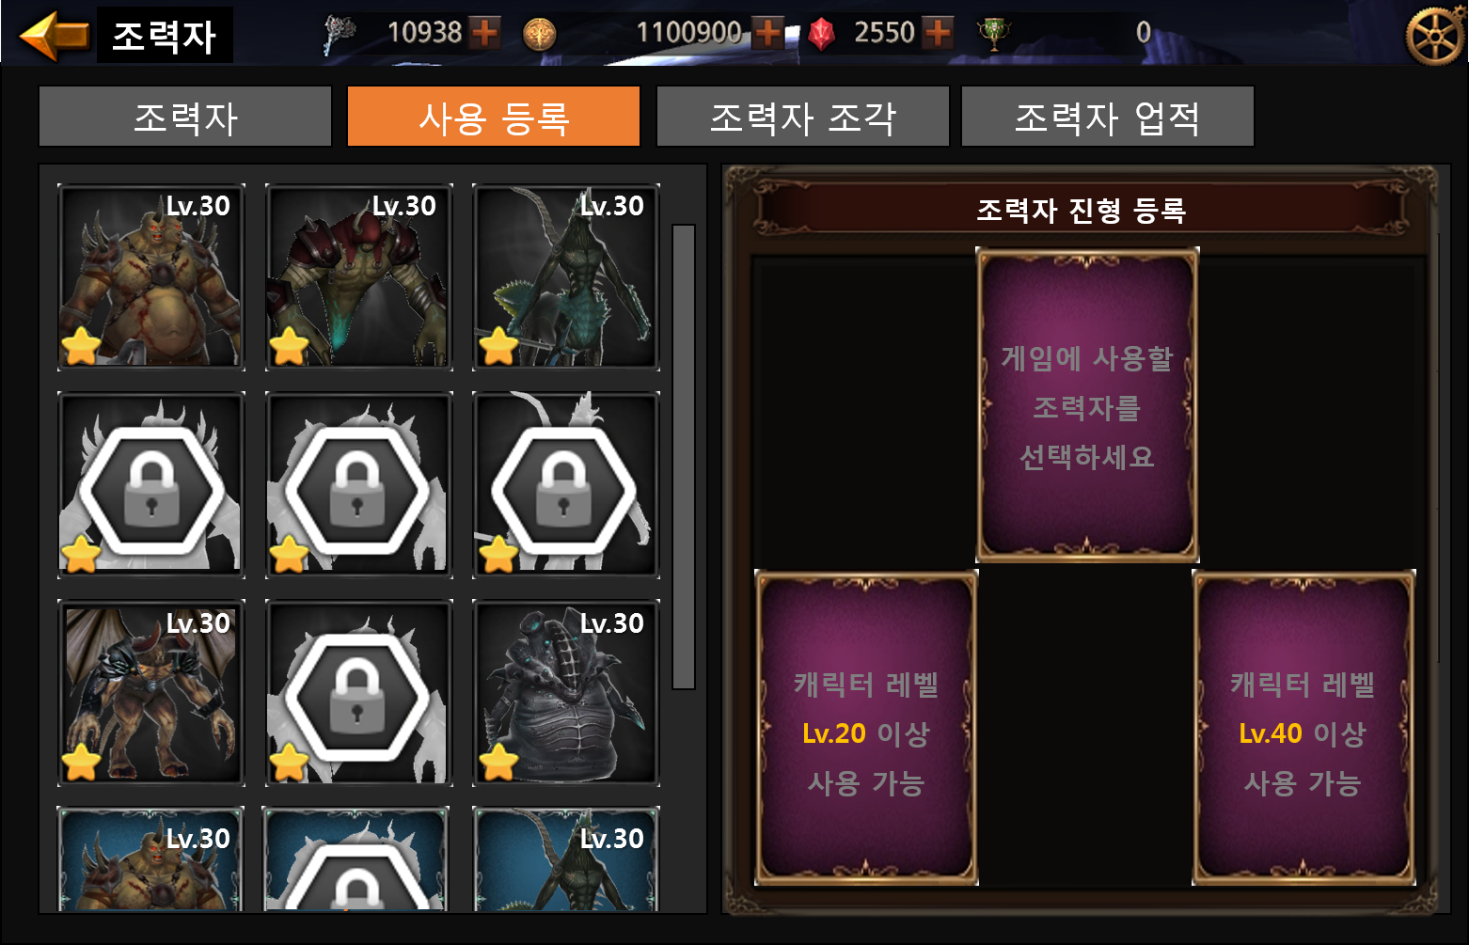 조력자
10938
1100900
2550
0
조력자
사용 등록
조력자 조각
조력자 업적
Lv.30
Lv.30
Lv.30
Lv.30
Lv.30
Lv.30
Lv.30
조력자 진형 등록
게임에 사용할
조력자를
선택하세요
캐릭터 레벨
Lv.20 이상
사용 가능
캐릭터 레벨
Lv.40 이상
사용 가능